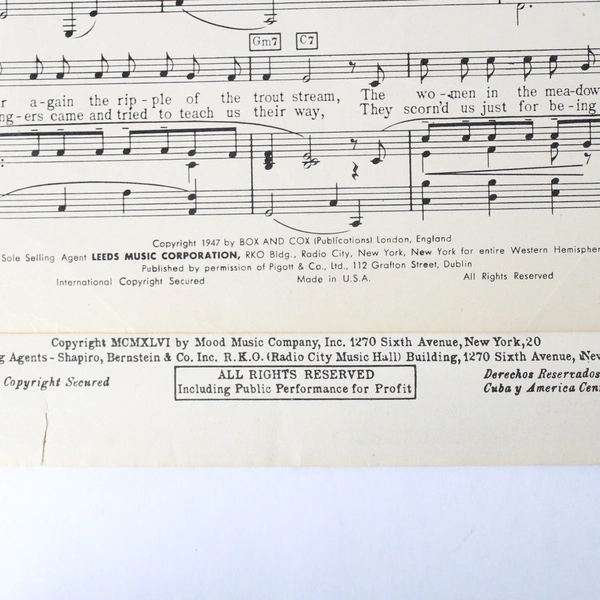 Gm7 C7
r a-gain the rip-ple of the trout stream, The wo-men in the mea-dow
ng-ers came and tried to teach us their way, They scorn'd us just for be-ing
Copyright 1947 by BOX AND COX (Publications) London, England
Sole Selling Agent LEEDS MUSIC CORPORATION, RKO Bldg., Radio City, New York, New York for entire Western Hemispher
Published by permission of Pigott & Co., Ltd., 112 Grafton Street, Dublin
International Copyright Secured Made in U.S.A. All Rights Reserved
Copyright MCMXLVI by Mood Music Company, Inc. 1270 Sixth Avenue, New York, 20
g Agents - Shapiro, Bernstein & Co. Inc. R.K.O. (Radio City Music Hall) Building, 1270 Sixth Avenue, New
Copyright Secured ALL RIGHTS RESERVED Derechos Reservados
Including Public Performance for Profit Cuba y America Cen